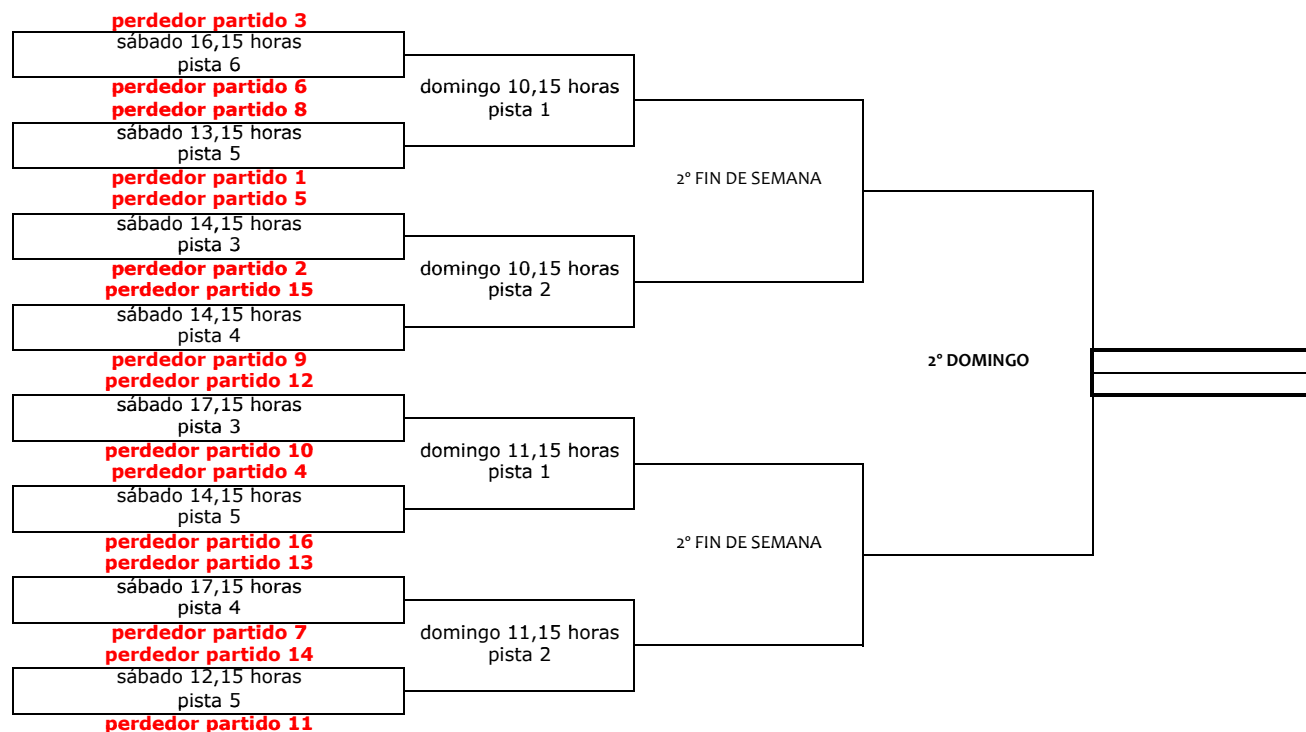 perdedor partido 3
sábado 16,15 horas
pista 6
perdedor partido 6
perdedor partido 8
sábado 13,15 horas
pista 5
perdedor partido 1
perdedor partido 5
sábado 14,15 horas
pista 3
perdedor partido 2
perdedor partido 15
sábado 14,15 horas
pista 4
perdedor partido 9
perdedor partido 12
sábado 17,15 horas
pista 3
perdedor partido 10
perdedor partido 4
sábado 14,15 horas
pista 5
perdedor partido 16
perdedor partido 13
sábado 17,15 horas
pista 4
perdedor partido 7
perdedor partido 14
sábado 12,15 horas
pista 5
perdedor partido 11
domingo 10,15 horas
pista 1
domingo 10,15 horas
pista 2
domingo 11,15 horas
pista 1
domingo 11,15 horas
pista 2
2º FIN DE SEMANA
2º FIN DE SEMANA
2º DOMINGO